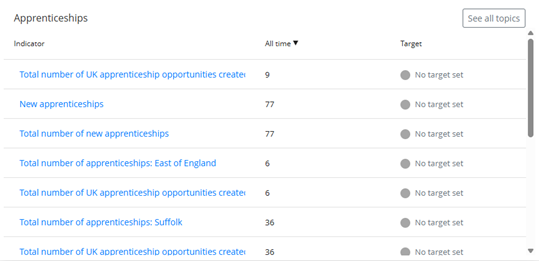 Apprenticeships
See all topics
Indicator All time ▼ Target
Total number of UK apprenticeship opportunities create 9 No target set
New apprenticeships 77 No target set
Total number of new apprenticeships 77 No target set
Total number of apprenticeships: East of England 6 No target set
Total number of UK apprenticeship opportunities create 6 No target set
Total number of apprenticeships: Suffolk 36 No target set
Total number of UK apprenticeship opportunities create 36 No target set